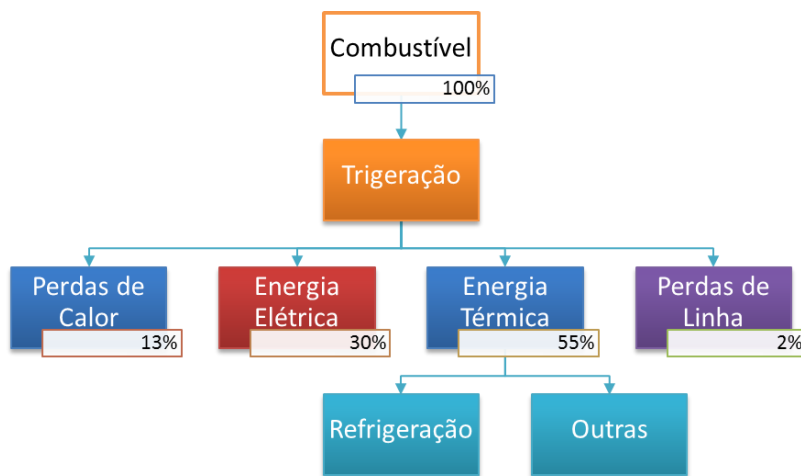 Combustível
100%
Trigeração
Perdas de
Calor
13%
Energia
Elétrica
30%
Energia
Térmica
55%
Perdas de
Linha
2%
Refrigeração
Outras